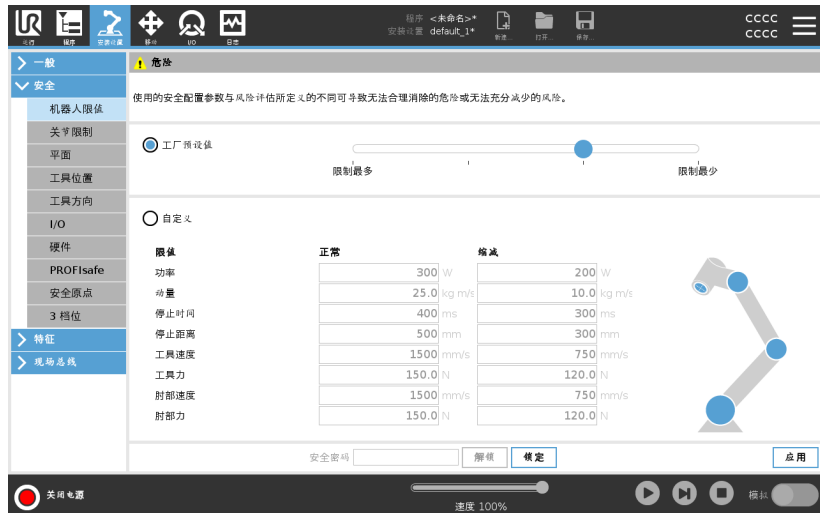 程序 <未命名>*
安装设置 default_1*
cccc
cccc
运行 程序 安装设置 移动 I/O 日志 新建... 打开... 保存...
一般
安全
机器人限值
关节限制
平面
工具位置
工具方向
I/O
硬件
PROFIsafe
安全原点
3 档位
特征
现场总线
危险
使用的安全配置参数与风险评估所定义的不同可导致无法合理消除的危险或无法充分减少的风险。
工厂预设值
限制最多 限制最少
自定义
限值 正常 缩减
功率 300 W 200 W
动量 25.0 kg m/s 10.0 kg m/s
停止时间 400 ms 300 ms
停止距离 500 mm 300 mm
工具速度 1500 mm/s 750 mm/s
工具力 150.0 N 120.0 N
肘部速度 1500 mm/s 750 mm/s
肘部力 150.0 N 120.0 N
安全密码 解锁 锁定 应用
关闭电源
速度 100%
模拟